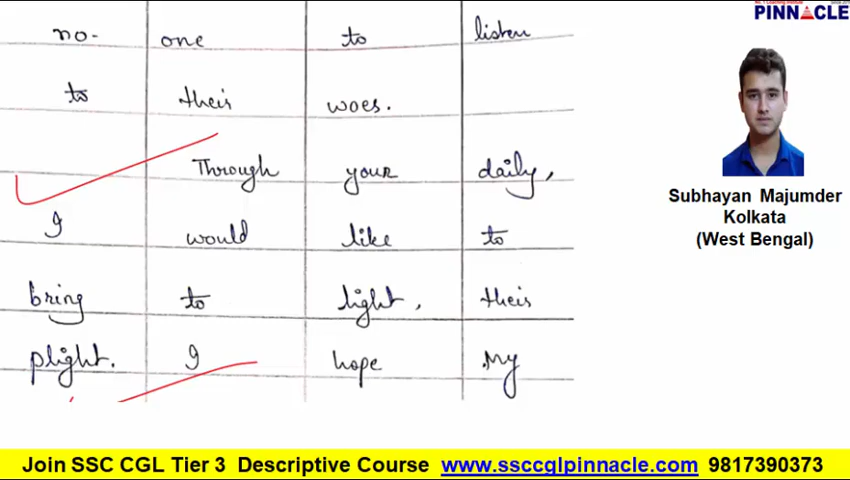 PINNACLE
no- one to listen
to their woes.
Through your daily,
I would like to
bring to light, their
plight. I hope My
Subhayan Majumder
Kolkata
(West Bengal)
Join SSC CGL Tier 3 Descriptive Course www.ssccglpinnacle.com 9817390373